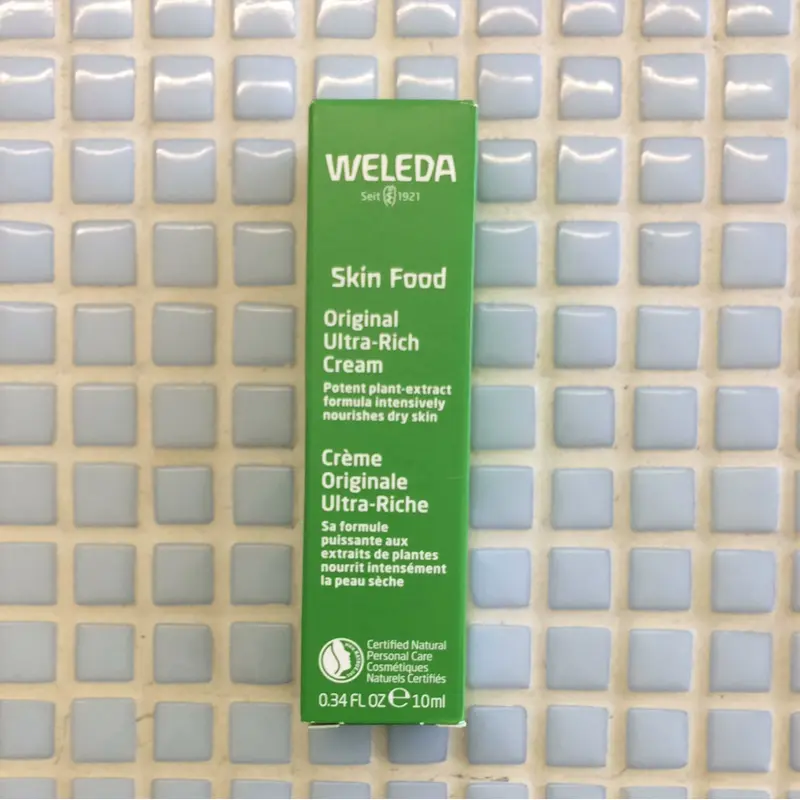 WELEDA
Seit 1921
Skin Food
Original
Ultra-Rich
Cream
Potent plant-extract
formula intensively
nourishes dry skin
Crème
Originale
Ultra-Riche
Sa formule
puissante aux
extraits de plantes
nourrit intensément
la peau sèche
Certified Natural
Personal Care
Cosmétiques
Naturels Certifiés
0.34 FL OZ ℮ 10ml